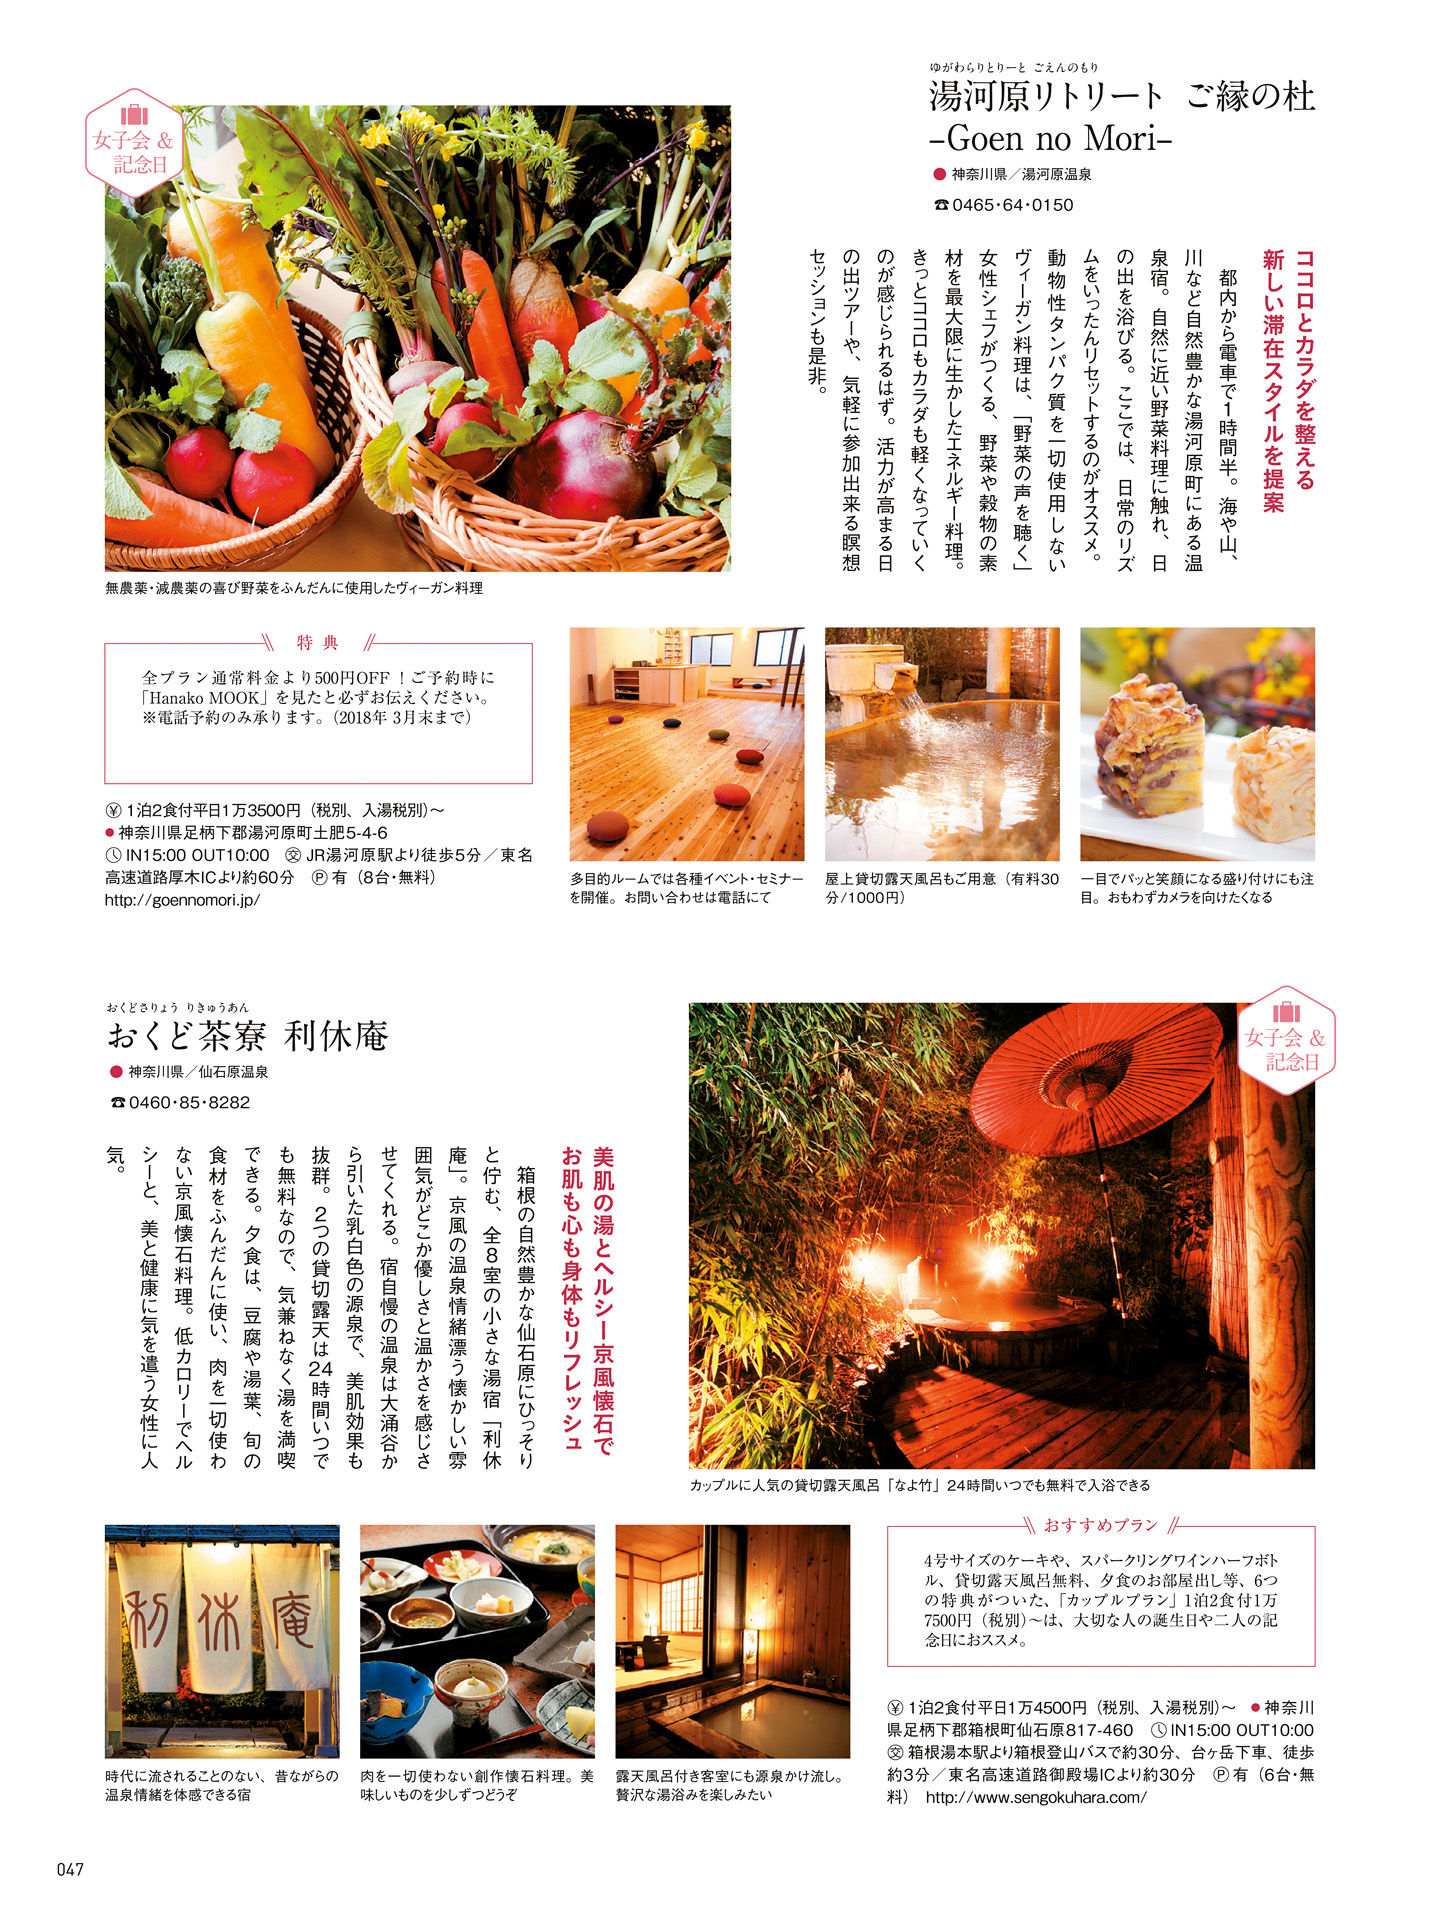 女子会 &
記念日
ゆがわらりとりーと ごえんのもり
湯河原リトリート ご縁の杜
–Goen no Mori–
● 神奈川県／湯河原温泉
☎0465・64・0150
ココロとカラダを整える
新しい滞在スタイルを提案
都内から電車で1時間半。海や山、
川など自然豊かな湯河原町にある温
泉宿。自然に近い野菜料理に触れ、日
の出を浴びる。ここでは、日常のリズ
ムをいったんリセットするのがオススメ。
動物性タンパク質を一切使用しない
ヴィーガン料理は、「野菜の声を聴く」
女性シェフがつくる、野菜や穀物の素
材を最大限に生かしたエネルギー料理。
きっとココロもカラダも軽くなっていく
のが感じられるはず。活力が高まる日
の出ツアーや、気軽に参加出来る瞑想
セッションも是非。
無農薬・減農薬の喜び野菜をふんだんに使用したヴィーガン料理
特 典
全プラン通常料金より500円OFF！ご予約時に
「Hanako MOOK」を見たと必ずお伝えください。
※電話予約のみ承ります。（2018年 3月末まで）
¥ 1泊2食付平日1万3500円（税別、入湯税別）〜
● 神奈川県足柄下郡湯河原町土肥5-4-6
IN15:00 OUT10:00 交 JR湯河原駅より徒歩5分／東名
高速道路厚木ICより約60分 Ⓟ 有（8台・無料）
http://goennomori.jp/
多目的ルームでは各種イベント・セミナー
を開催。お問い合わせは電話にて
屋上貸切露天風呂もご用意（有料30
分/1000円）
一目でパッと笑顔になる盛り付けにも注
目。おもわずカメラを向けたくなる
おくどさりょう りきゅうあん
おくど茶寮 利休庵
● 神奈川県／仙石原温泉
☎0460・85・8282
女子会 &
記念日
美肌の湯とヘルシー京風懐石で
お肌も心も身体もリフレッシュ
箱根の自然豊かな仙石原にひっそり
と佇む、全8室の小さな湯宿「利休
庵」。京風の温泉情緒漂う懐かしい雰
囲気がどこか優しさと温かさを感じさ
せてくれる。宿自慢の温泉は大涌谷か
ら引いた乳白色の源泉で、美肌効果も
抜群。2つの貸切露天は24時間いつで
も無料なので、気兼ねなく湯を満喫
できる。夕食は、豆腐や湯葉、旬の
食材をふんだんに使い、肉を一切使わ
ない京風懐石料理。低カロリーでヘル
シーと、美と健康に気を遣う女性に人
気。
カップルに人気の貸切露天風呂「なよ竹」24時間いつでも無料で入浴できる
利休庵
時代に流されることのない、昔ながらの
温泉情緒を体感できる宿
肉を一切使わない創作懐石料理。美
味しいものを少しずつどうぞ
露天風呂付き客室にも源泉かけ流し。
贅沢な湯浴みを楽しみたい
おすすめプラン
4号サイズのケーキや、スパークリングワインハーフボト
ル、貸切露天風呂無料、夕食のお部屋出し等、6つ
の特典がついた、「カップルプラン」1泊2食付1万
7500円（税別）〜は、大切な人の誕生日や二人の記
念日におススメ。
¥ 1泊2食付平日1万4500円（税別、入湯税別）〜 ● 神奈川
県足柄下郡箱根町仙石原817-460 IN15:00 OUT10:00
交 箱根湯本駅より箱根登山バスで約30分、台ヶ岳下車、徒歩
約3分／東名高速道路御殿場ICより約30分 Ⓟ 有（6台・無
料） http://www.sengokuhara.com/
047